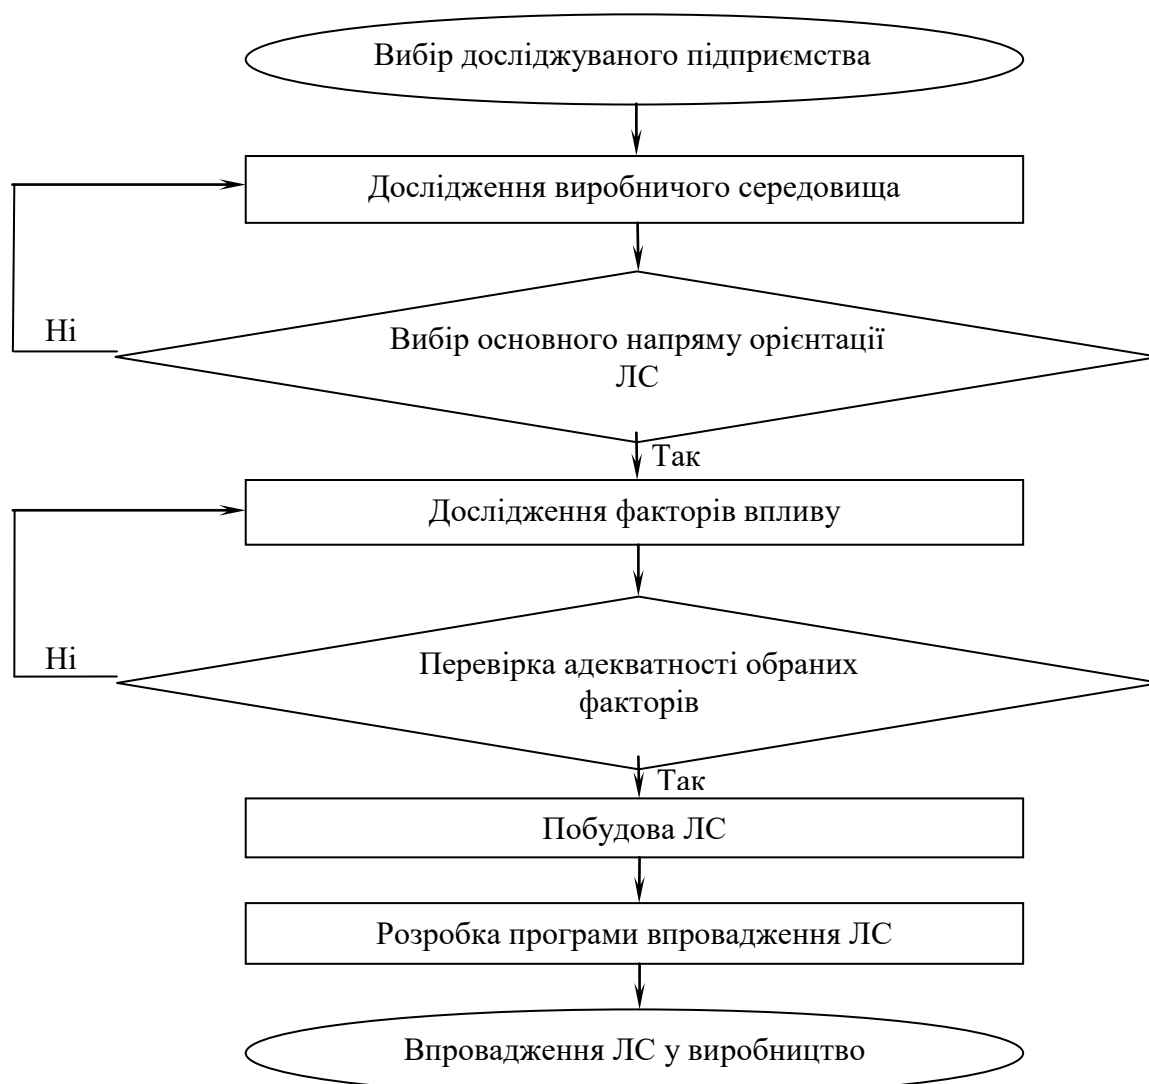 Вибір досліджуваного підприємства
Дослідження виробничого середовища
Ні
Вибір основного напряму орієнтації
ЛС
Так
Дослідження факторів впливу
Ні
Перевірка адекватності обраних
факторів
Так
Побудова ЛС
Розробка програми впровадження ЛС
Впровадження ЛС у виробництво